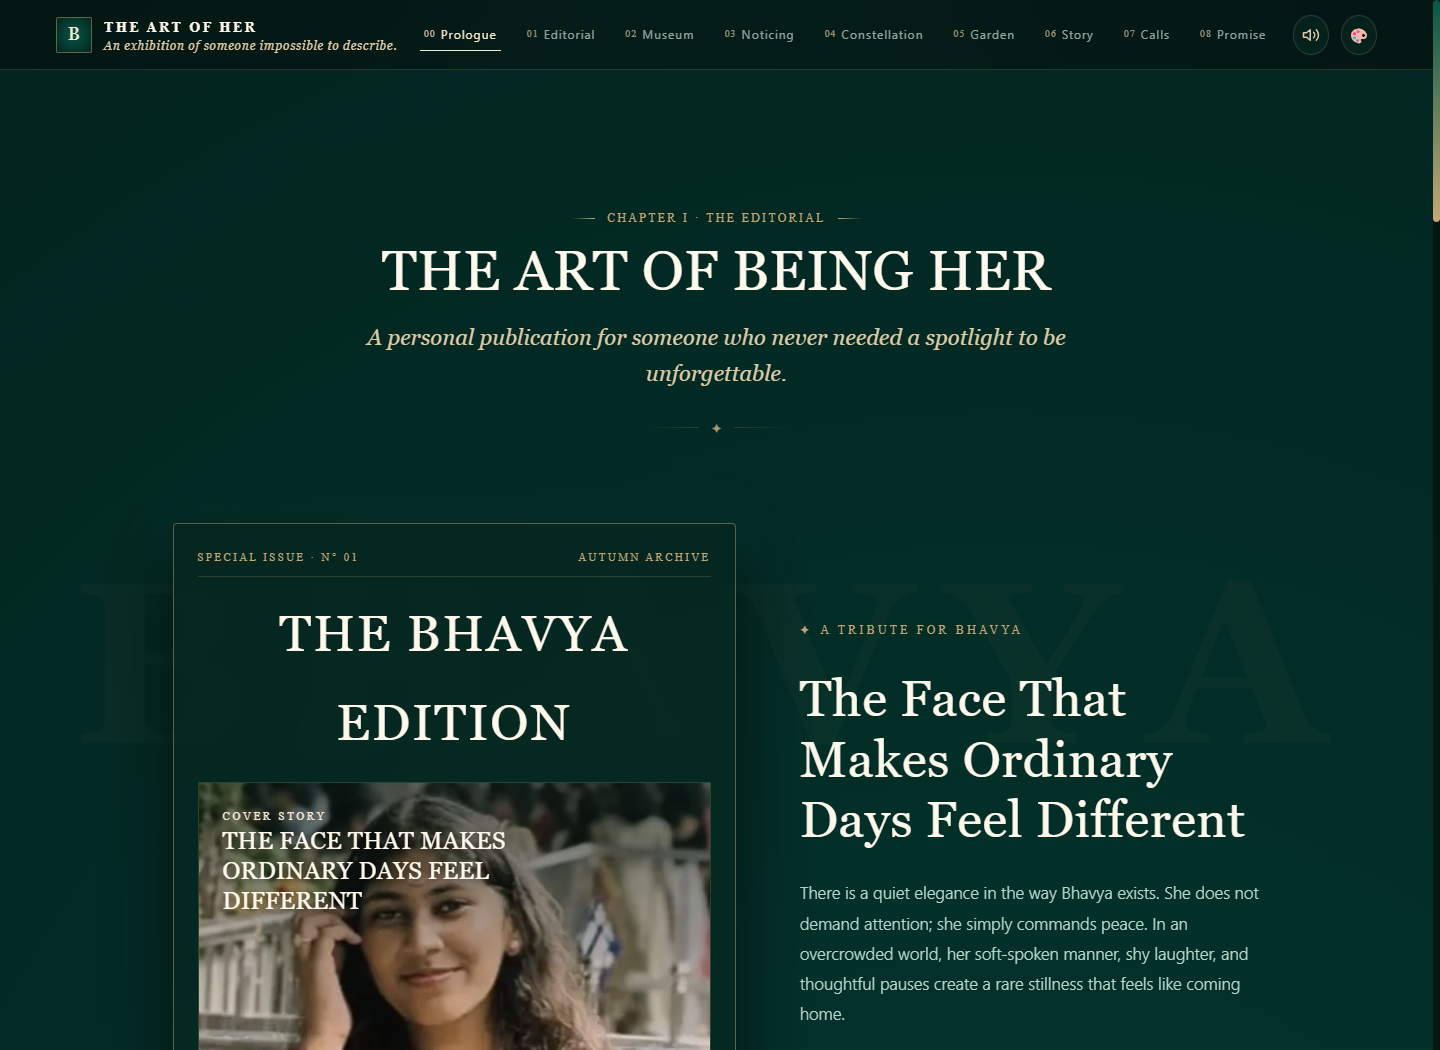 B
THE ART OF HER
An exhibition of someone impossible to describe.
00 Prologue
01 Editorial
02 Museum
03 Noticing
04 Constellation
05 Garden
06 Story
07 Calls
08 Promise
CHAPTER I · THE EDITORIAL
THE ART OF BEING HER
A personal publication for someone who never needed a spotlight to be
unforgettable.
BHAVYA
SPECIAL ISSUE · N° 01
AUTUMN ARCHIVE
THE BHAVYA
EDITION
COVER STORY
THE FACE THAT MAKES
ORDINARY DAYS FEEL
DIFFERENT
A TRIBUTE FOR BHAVYA
The Face That
Makes Ordinary
Days Feel Different
There is a quiet elegance in the way Bhavya exists. She does not
demand attention; she simply commands peace. In an
overcrowded world, her soft-spoken manner, shy laughter, and
thoughtful pauses create a rare stillness that feels like coming
home.